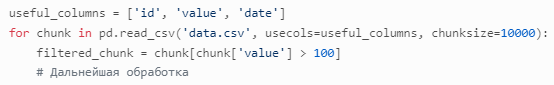 useful_columns = ['id', 'value', 'date']
for chunk in pd.read_csv('data.csv', usecols=useful_columns, chunksize=10000):
    filtered_chunk = chunk[chunk['value'] > 100]
    # Дальнейшая обработка